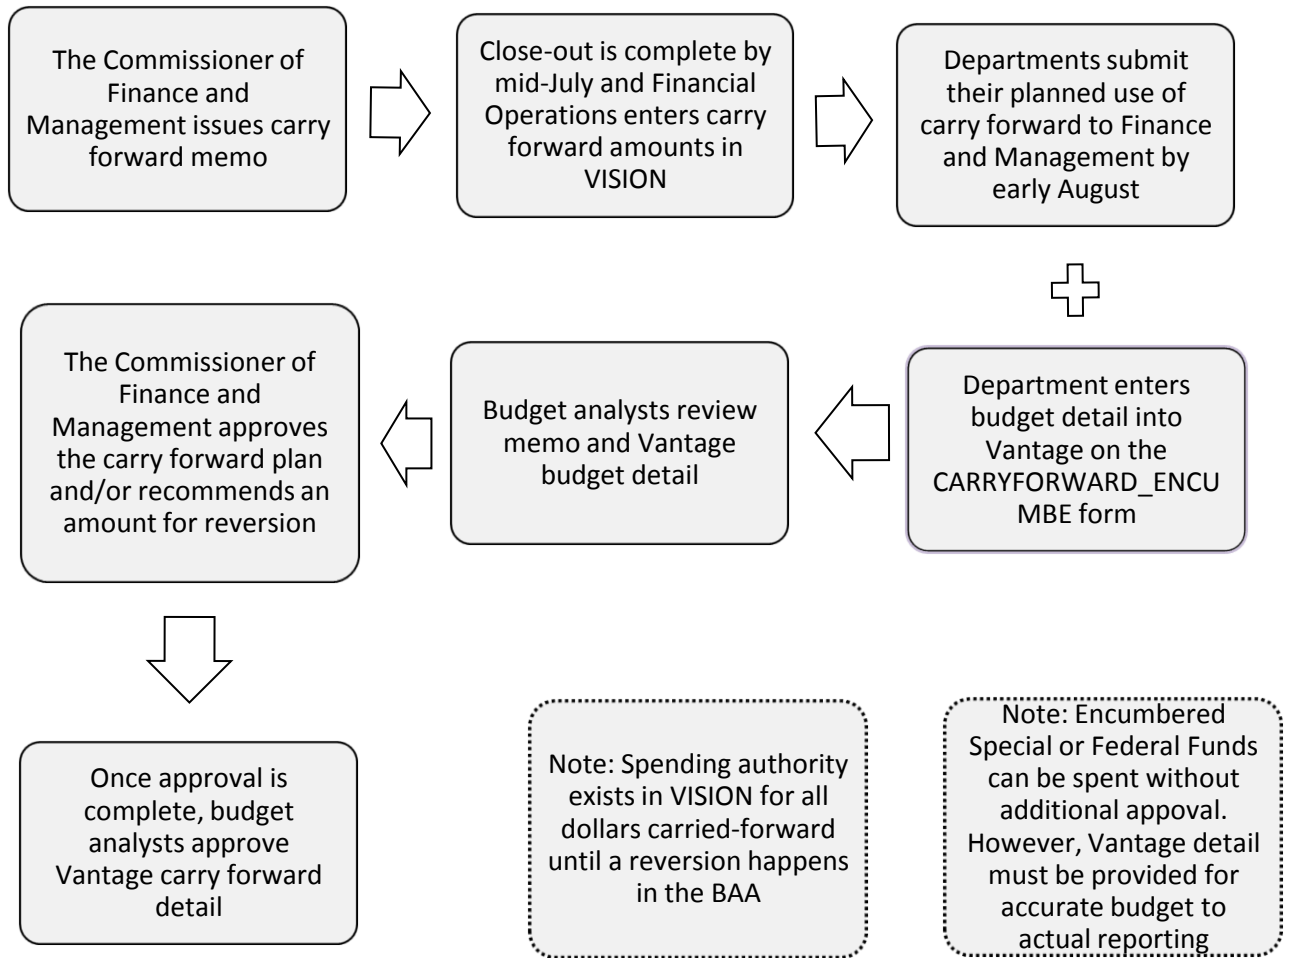 The Commissioner of
Finance and
Management issues carry
forward memo
Close-out is complete by
mid-July and Financial
Operations enters carry
forward amounts in
VISION
Departments submit
their planned use of
carry forward to Finance
and Management by
early August
Department enters
budget detail into
Vantage on the
CARRYFORWARD_ENCU
MBE form
Budget analysts review
memo and Vantage
budget detail
The Commissioner of
Finance and
Management approves
the carry forward plan
and/or recommends an
amount for reversion
Once approval is
complete, budget
analysts approve
Vantage carry forward
detail
Note: Spending authority
exists in VISION for all
dollars carried-forward
until a reversion happens
in the BAA
Note: Encumbered
Special or Federal Funds
can be spent without
additional appoval.
However, Vantage detail
must be provided for
accurate budget to
actual reporting